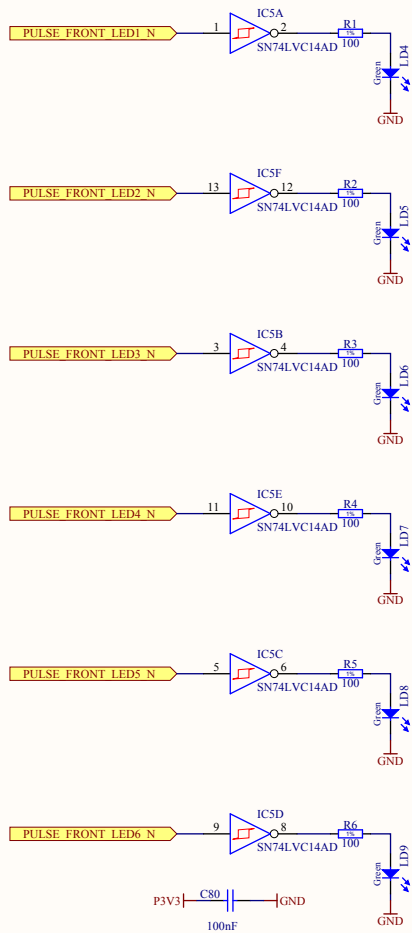 IC5A
PULSE_FRONT_LED1_N 1 2 R1 LD4
1%
SN74LVC14AD 100
Green
GND
IC5F
PULSE_FRONT_LED2_N 13 12 R2 LD5
1%
SN74LVC14AD 100
Green
GND
IC5B
PULSE_FRONT_LED3_N 3 4 R3 LD6
1%
SN74LVC14AD 100
Green
GND
IC5E
PULSE_FRONT_LED4_N 11 10 R4 LD7
1%
SN74LVC14AD 100
Green
GND
IC5C
PULSE_FRONT_LED5_N 5 6 R5 LD8
1%
SN74LVC14AD 100
Green
GND
IC5D
PULSE_FRONT_LED6_N 9 8 R6 LD9
1%
SN74LVC14AD 100
Green
GND
C80
P3V3 GND
100nF